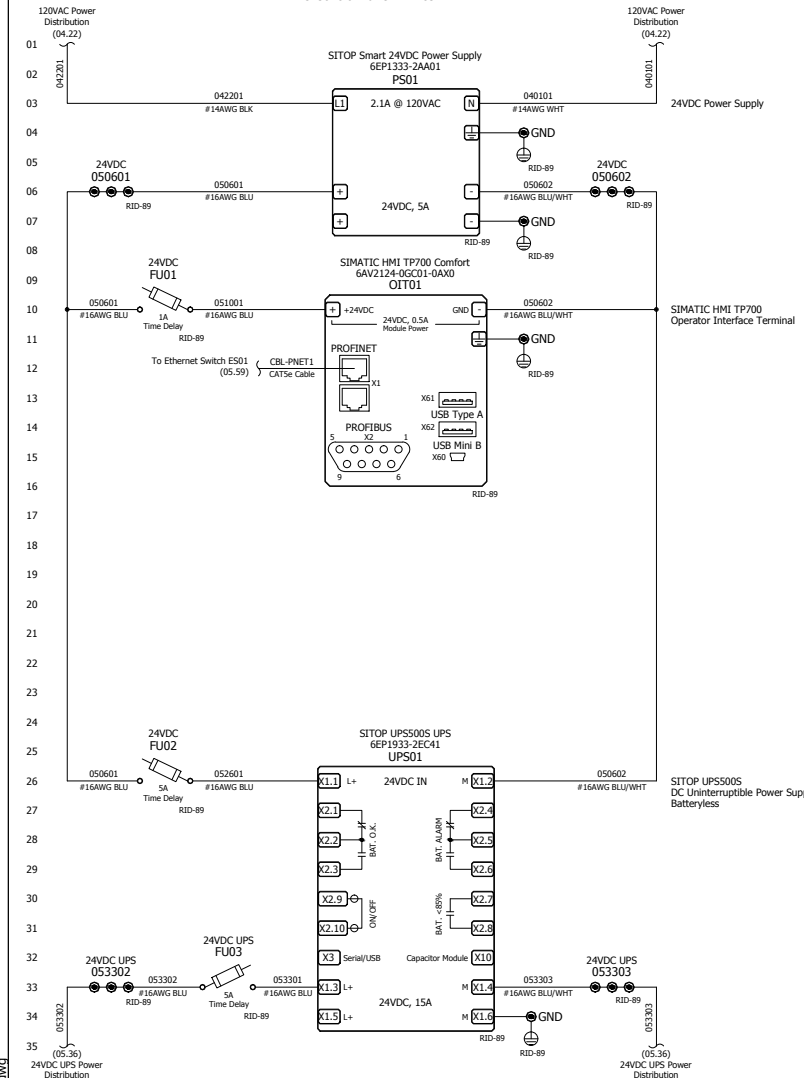 120VAC Power
Distribution
(04.22)
120VAC Power
Distribution
(04.22)
01
042201
040101
02
SITOP Smart 24VDC Power Supply
6EP1333-2AA01
PS01
03
042201
#14AWG BLK
L1
2.1A @ 120VAC
N
040101
#14AWG WHT
24VDC Power Supply
04
GND
RID-89
05
24VDC
050601
24VDC
050602
06
050601
#16AWG BLU
RID-89
+
-
24VDC, 5A
050602
#16AWG BLU/WHT
RID-89
07
+
-
GND
RID-89
RID-89
08
24VDC
FU01
SIMATIC HMI TP700 Comfort
6AV2124-0GC01-0AX0
OIT01
09
10
050601
#16AWG BLU
1A
Time Delay
RID-89
051001
#16AWG BLU
+
+24VDC
GND
-
24VDC, 0.5A
Module Power
050602
#16AWG BLU/WHT
SIMATIC HMI TP700
Operator Interface Terminal
11
GND
RID-89
PROFINET
12
To Ethernet Switch ES01
(05.59)
CBL-PNET1
CAT5e Cable
X1
13
X61
USB Type A
14
PROFIBUS
X62
5
X2
1
USB Mini B
15
X60
9
6
16
RID-89
17
18
19
20
21
22
23
24
24VDC
FU02
SITOP UPS500S UPS
6EP1933-2EC41
UPS01
25
26
050601
#16AWG BLU
5A
Time Delay
RID-89
052601
#16AWG BLU
X1.1
L+
24VDC IN
M
X1.2
050602
#16AWG BLU/WHT
SITOP UPS500S
DC Uninterruptible Power Sup
Batteryless
27
X2.1
X2.4
28
X2.2
BAT. O.K.
BAT. ALARM
X2.5
29
X2.3
X2.6
30
X2.9
ON/OFF
BAT. <85%
X2.7
31
X2.10
X2.8
32
X3
Serial/USB
Capacitor Module
X10
24VDC UPS
053302
24VDC UPS
FU03
24VDC UPS
053303
33
053302
#16AWG BLU
RID-89
5A
Time Delay
RID-89
053301
#16AWG BLU
X1.3
L+
M
X1.4
24VDC, 15A
053303
#16AWG BLU/WHT
RID-89
34
053302
X1.5
L+
M
X1.6
GND
053303
RID-89
RID-89
35
(05.36)
24VDC UPS Power
Distribution
(05.36)
24VDC UPS Power
Distribution